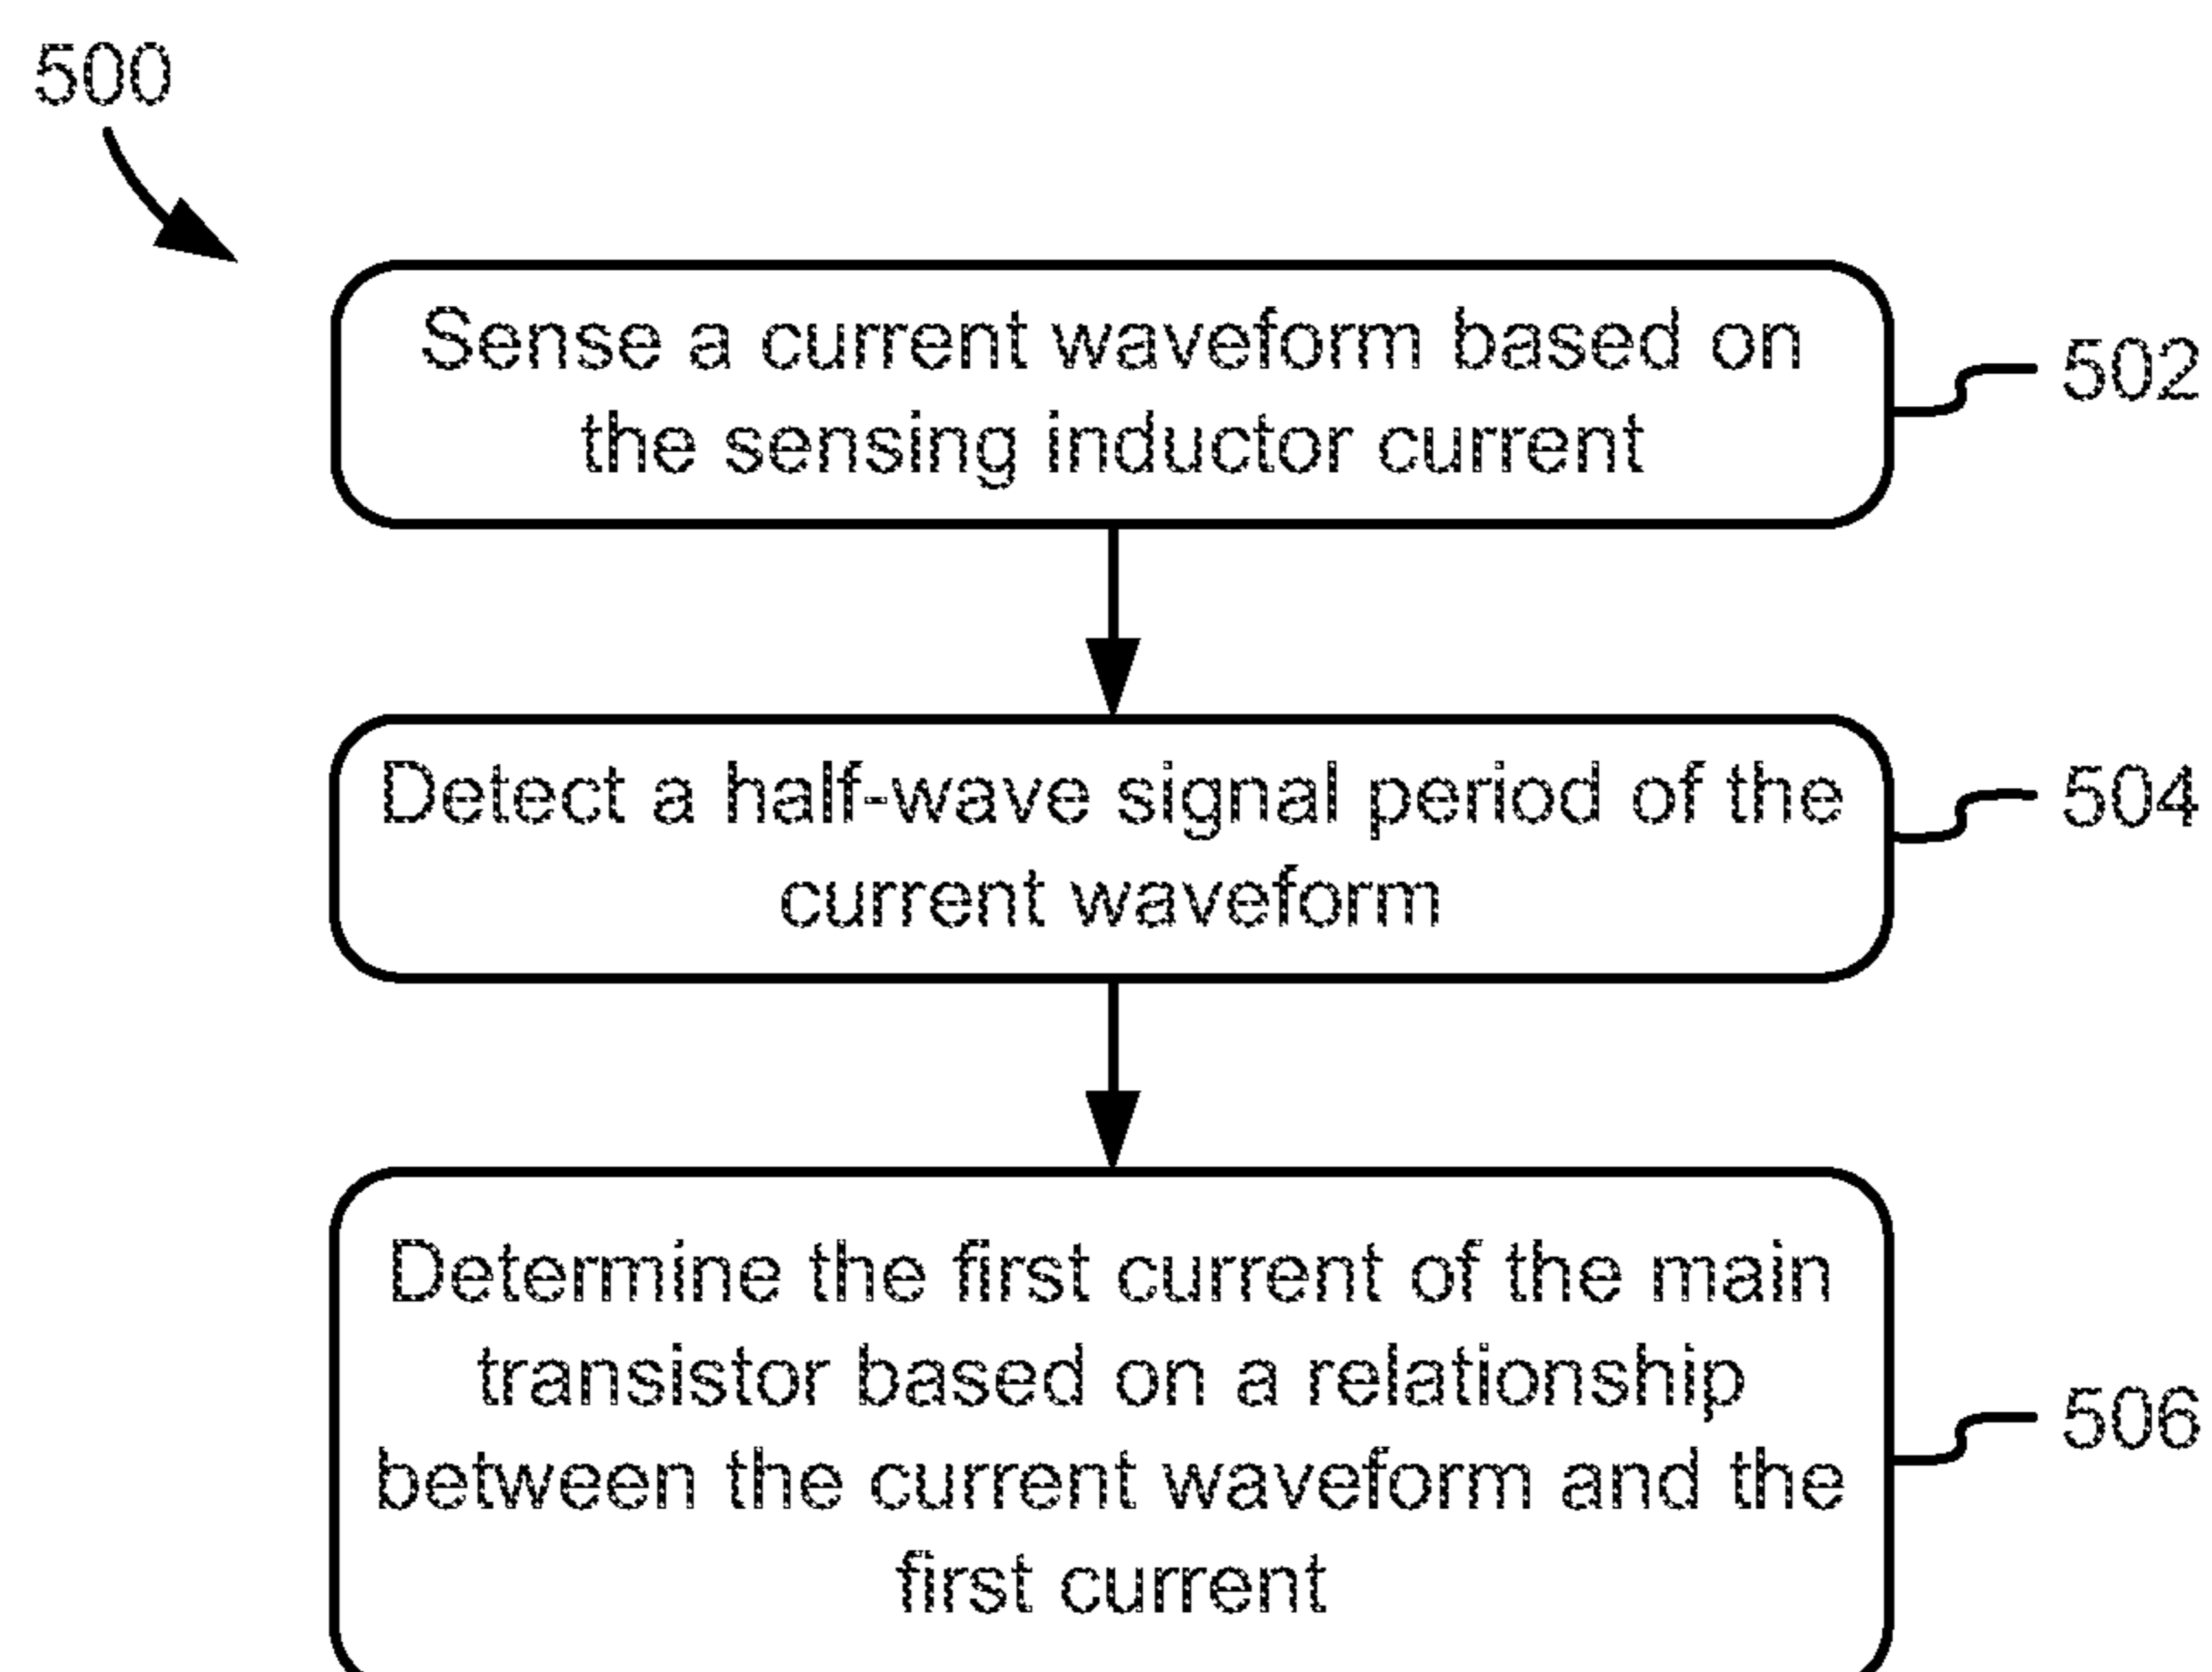 500
Sense a current waveform based on
the sensing inductor current
502
Detect a half-wave signal period of the
current waveform
504
Determine the first current of the main
transistor based on a relationship
between the current waveform and the
first current
506